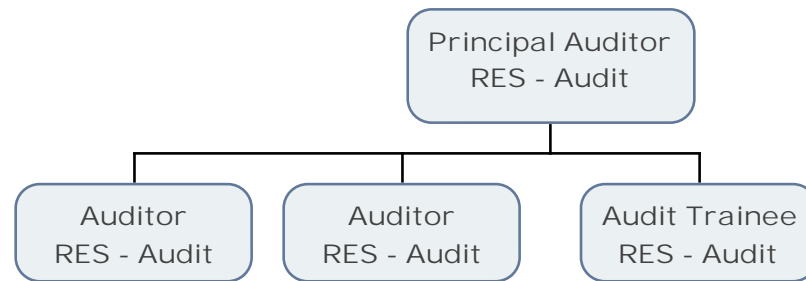 Principal Auditor
RES - Audit
Auditor
RES - Audit
Auditor
RES - Audit
Audit Trainee
RES - Audit